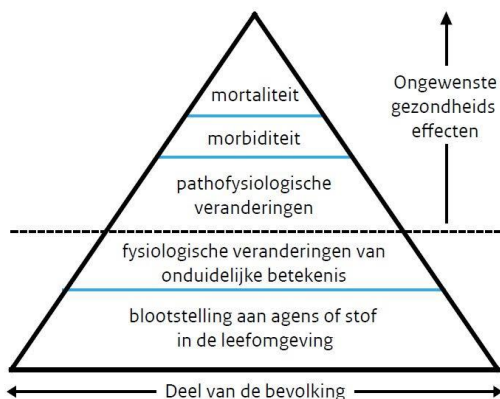 mortaliteit
morbiditeit
pathofysiologische
veranderingen
fysiologische veranderingen van
onduidelijke betekenis
blootstelling aan agens of stof
in de leefomgeving
Ongewenste
gezondheids
effecten
Deel van de bevolking